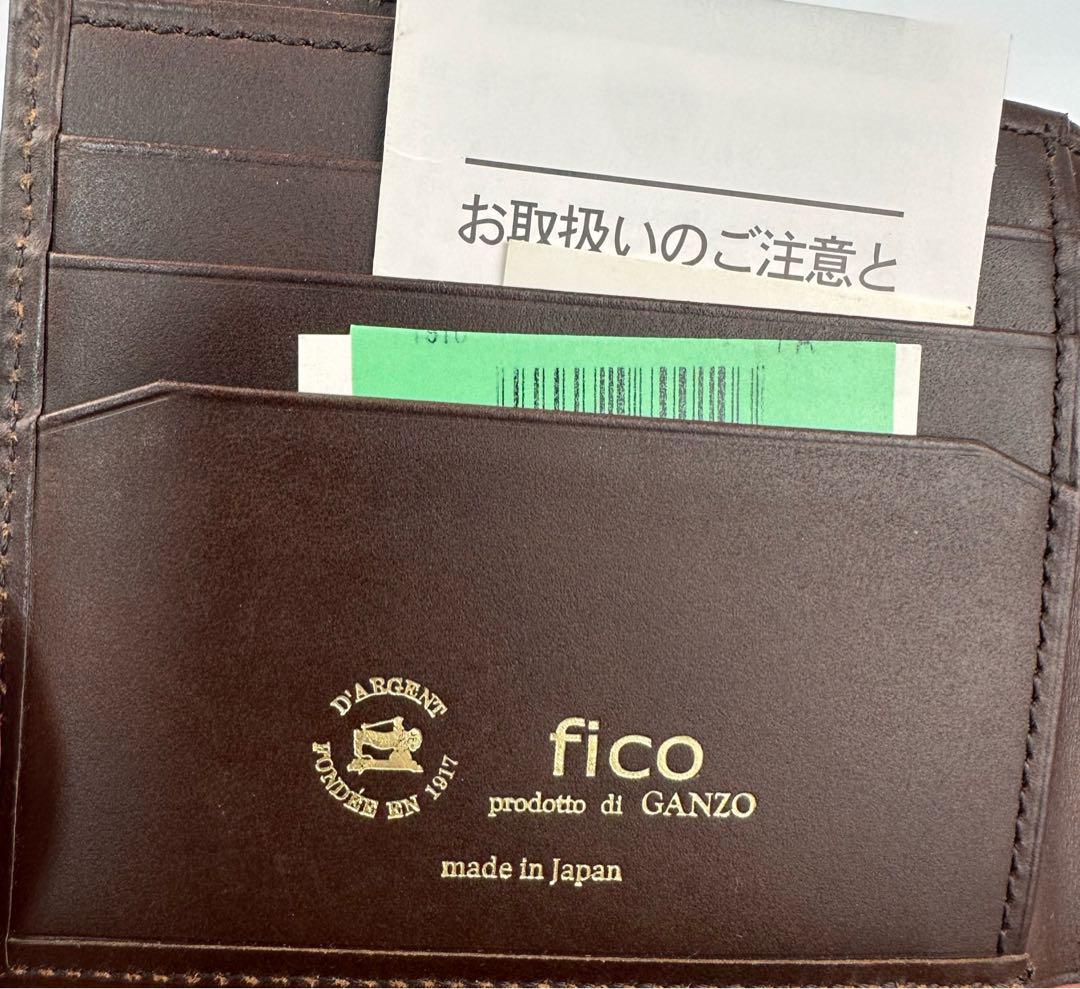 お取扱いのご注意と
D'ARGENT
FONDÉE EN 1917
fico
prodotto di GANZO
made in Japan